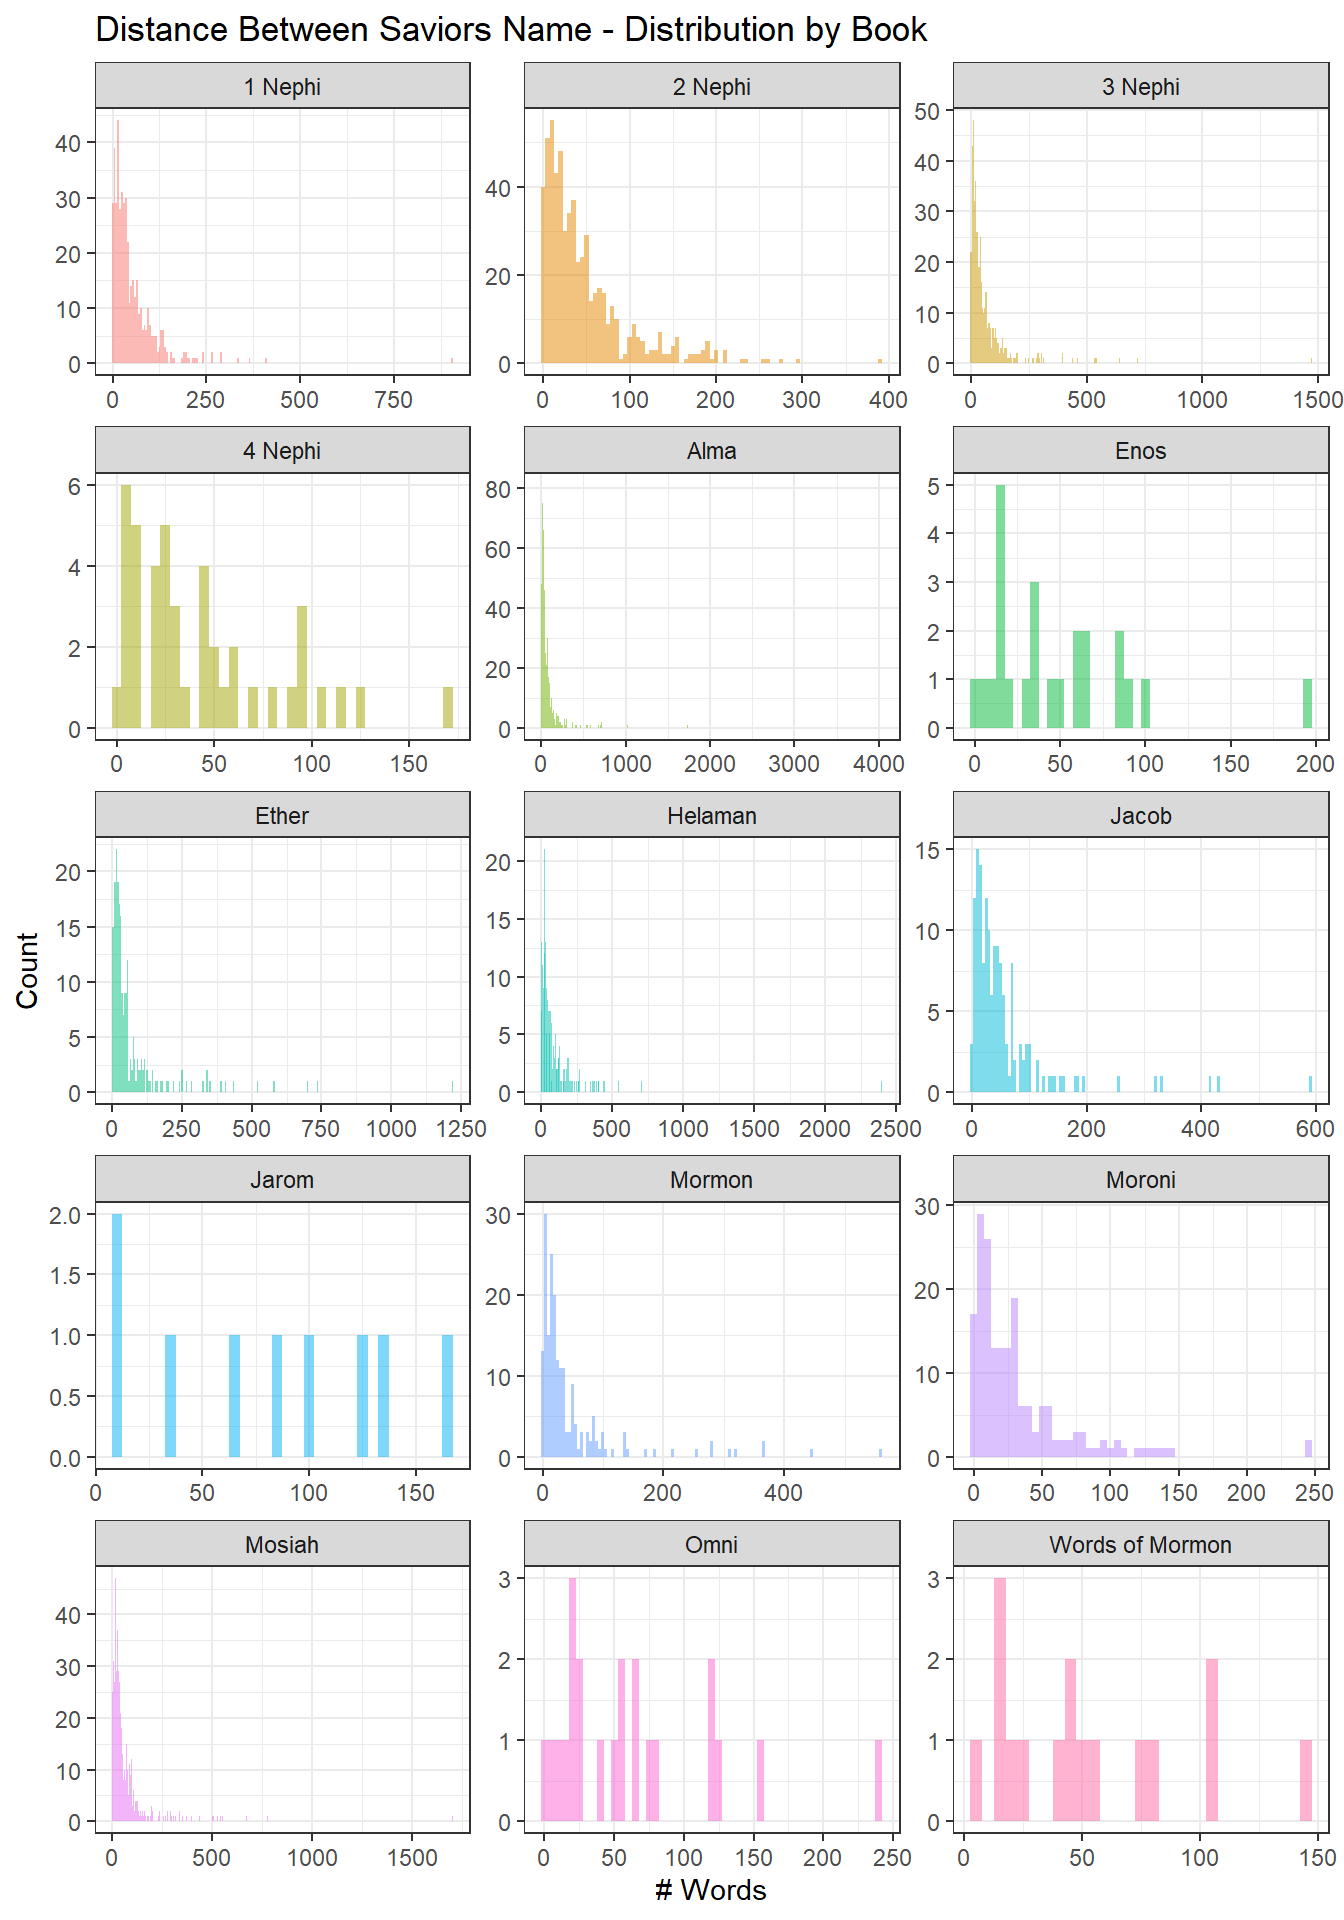 Distance Between Saviors Name - Distribution by Book
1 Nephi
2 Nephi
3 Nephi
40
30
20
10
0
40
20
0
50
40
30
20
10
0
0 250 500 750
0 100 200 300 400
0 500 1000 1500
4 Nephi
Alma
Enos
6
4
2
0
80
60
40
20
0
5
4
3
2
1
0
0 50 100 150
0 1000 2000 3000 4000
0 50 100 150 200
Ether
Helaman
Jacob
20
15
10
5
0
20
15
10
5
0
15
10
5
0
0 250 500 750 1000 1250
0 500 1000 1500 2000 2500
0 200 400 600
Count
Jarom
Mormon
Moroni
2.0
1.5
1.0
0.5
0.0
30
20
10
0
30
20
10
0
0 50 100 150
0 200 400
0 50 100 150 200 250
Mosiah
Omni
Words of Mormon
40
30
20
10
0
3
2
1
0
3
2
1
0
0 500 1000 1500
0 50 100 150 200 250
0 50 100 150
# Words